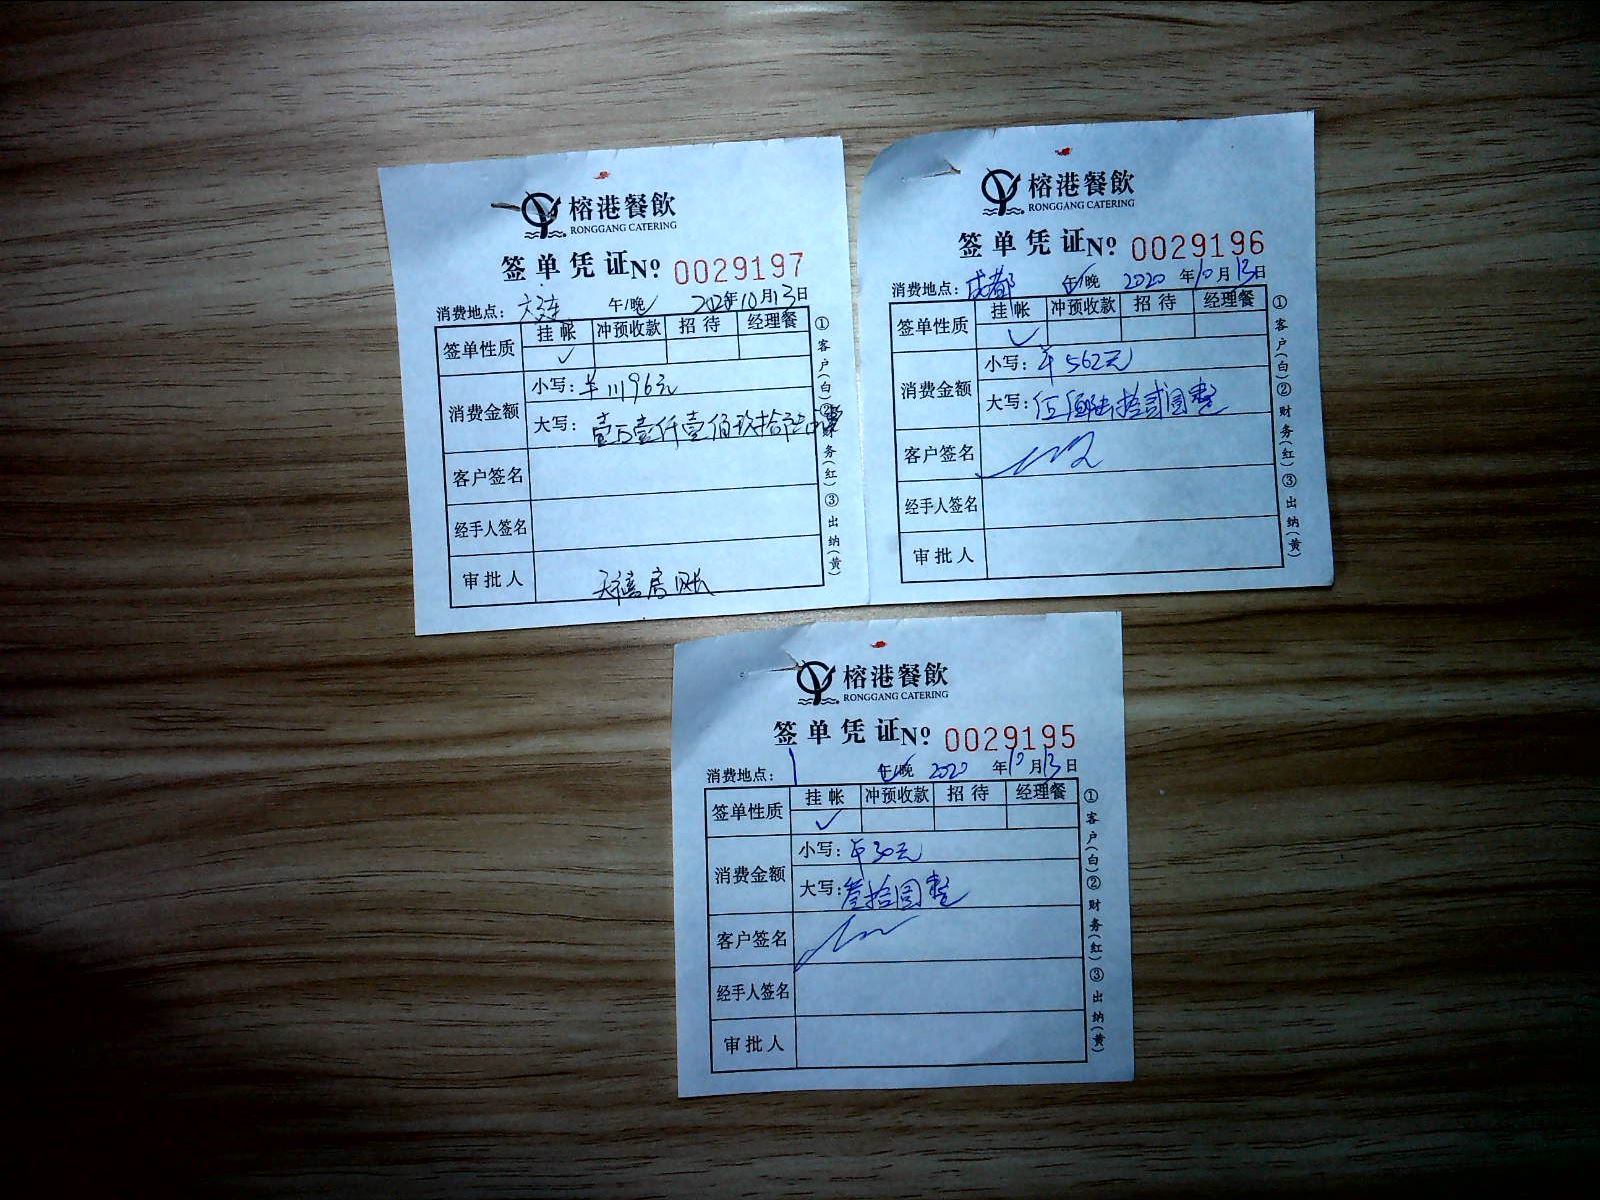 榕港餐飲
RONGGANG CATERING
签单凭证No 0029197
消费地点: 大连 午/晚 2020年10月13日
签单性质 挂帐 冲预收款 招待 经理餐
✓
消费金额 小写: ¥11196元
大写: 壹万壹仟壹佰玖拾陆元整
客户签名
经手人签名
审批人
①客户(白)②财务(红)③出纳(黄)
榕港餐飲
RONGGANG CATERING
签单凭证No 0029196
消费地点: 成都 午/晚 2020年10月13日
签单性质 挂帐 冲预收款 招待 经理餐
✓
消费金额 小写: ¥562元
大写: 伍佰陆拾贰圆整
客户签名
经手人签名
审批人
①客户(白)②财务(红)③出纳(黄)
榕港餐飲
RONGGANG CATERING
签单凭证No 0029195
消费地点: 1 午/晚 2020年10月13日
签单性质 挂帐 冲预收款 招待 经理餐
✓
消费金额 小写: ¥30元
大写: 叁拾圆整
客户签名
经手人签名
审批人
①客户(白)②财务(红)③出纳(黄)